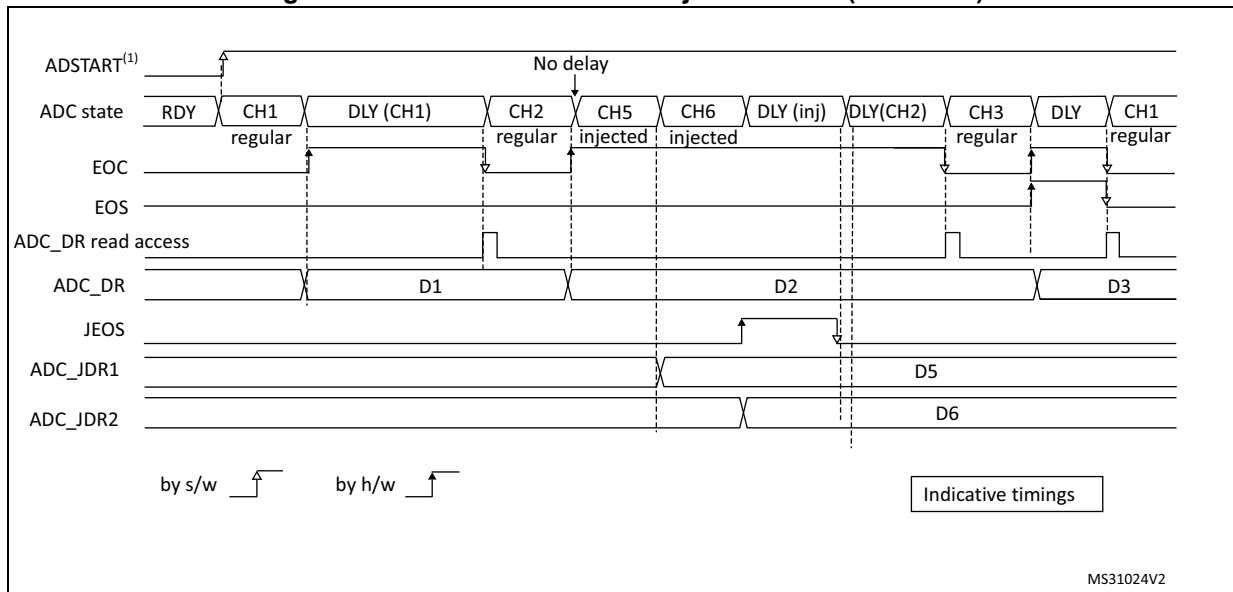 ADSTART(1)
No delay
ADC state RDY CH1 DLY (CH1) CH2 CH5 CH6 DLY (inj) DLY(CH2) CH3 DLY CH1
regular regular injected injected regular regular
EOC
EOS
ADC_DR read access
ADC_DR D1 D2 D3
JEOS
ADC_JDR1 D5
ADC_JDR2 D6
by s/w by h/w Indicative timings
MS31024V2